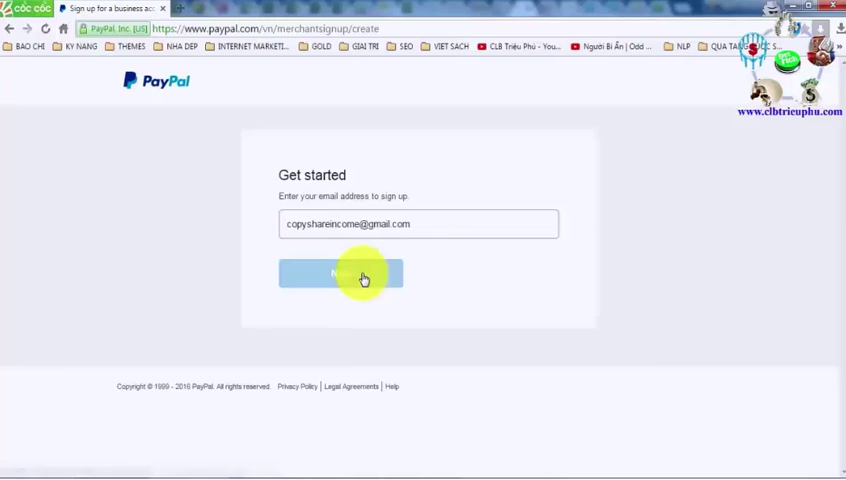 CỐC CỐC
Sign up for a business acc
PayPal, Inc. [US]
https://www.paypal.com/vn/merchantsignup/create
BAO CHI
KY NANG
THEMES
NHA DEP
INTERNET MARKETI...
GOLD
GIAI TRI
SEO
VIET SACH
CLB Triệu Phú - You...
Người Bí Ẩn | Odd ...
NLP
PayPal
www.clbtrieuphu.com
Get started
Enter your email address to sign up.
copyshareincome@gmail.com
Copyright © 1999 - 2016 PayPal. All rights reserved.
Privacy Policy | Legal Agreements | Help